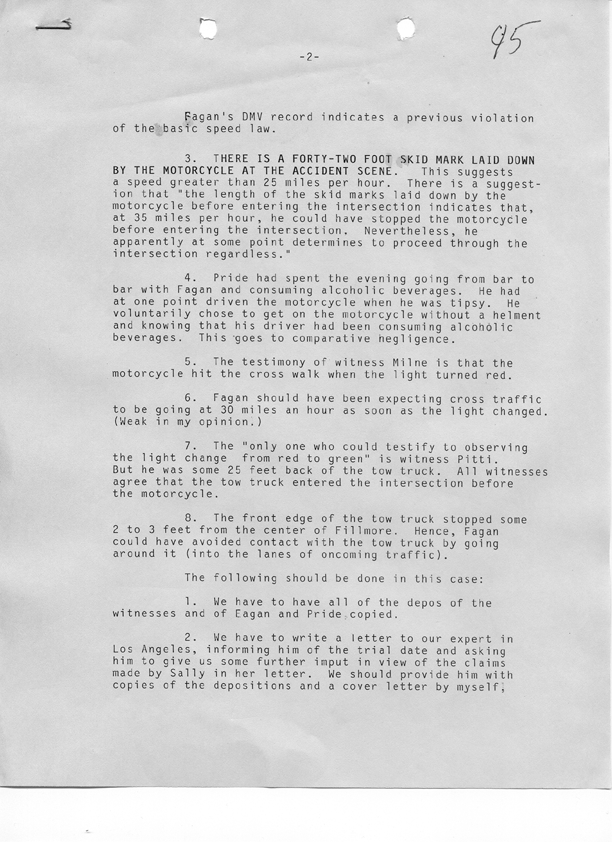 95
-2-
Fagan's DMV record indicates a previous violation
of the basic speed law.
3. THERE IS A FORTY-TWO FOOT SKID MARK LAID DOWN
BY THE MOTORCYCLE AT THE ACCIDENT SCENE. This suggests
a speed greater than 25 miles per hour. There is a suggest-
ion that "the length of the skid marks laid down by the
motorcycle before entering the intersection indicates that,
at 35 miles per hour, he could have stopped the motorcycle
before entering the intersection. Nevertheless, he
apparently at some point determines to proceed through the
intersection regardless."
4. Pride had spent the evening going from bar to
bar with Fagan and consuming alcoholic beverages. He had
at one point driven the motorcycle when he was tipsy. He
voluntarily chose to get on the motorcycle without a helment
and knowing that his driver had been consuming alcoholic
beverages. This goes to comparative negligence.
5. The testimony of witness Milne is that the
motorcycle hit the cross walk when the light turned red.
6. Fagan should have been expecting cross traffic
to be going at 30 miles an hour as soon as the light changed.
(Weak in my opinion.)
7. The "only one who could testify to observing
the light change from red to green" is witness Pitti.
But he was some 25 feet back of the tow truck. All witnesses
agree that the tow truck entered the intersection before
the motorcycle.
8. The front edge of the tow truck stopped some
2 to 3 feet from the center of Fillmore. Hence, Fagan
could have avoided contact with the tow truck by going
around it (into the lanes of oncoming traffic).
The following should be done in this case:
1. We have to have all of the depos of the
witnesses and of Eagan and Pride copied.
2. We have to write a letter to our expert in
Los Angeles, informing him of the trial date and asking
him to give us some further imput in view of the claims
made by Sally in her letter. We should provide him with
copies of the depositions and a cover letter by myself,